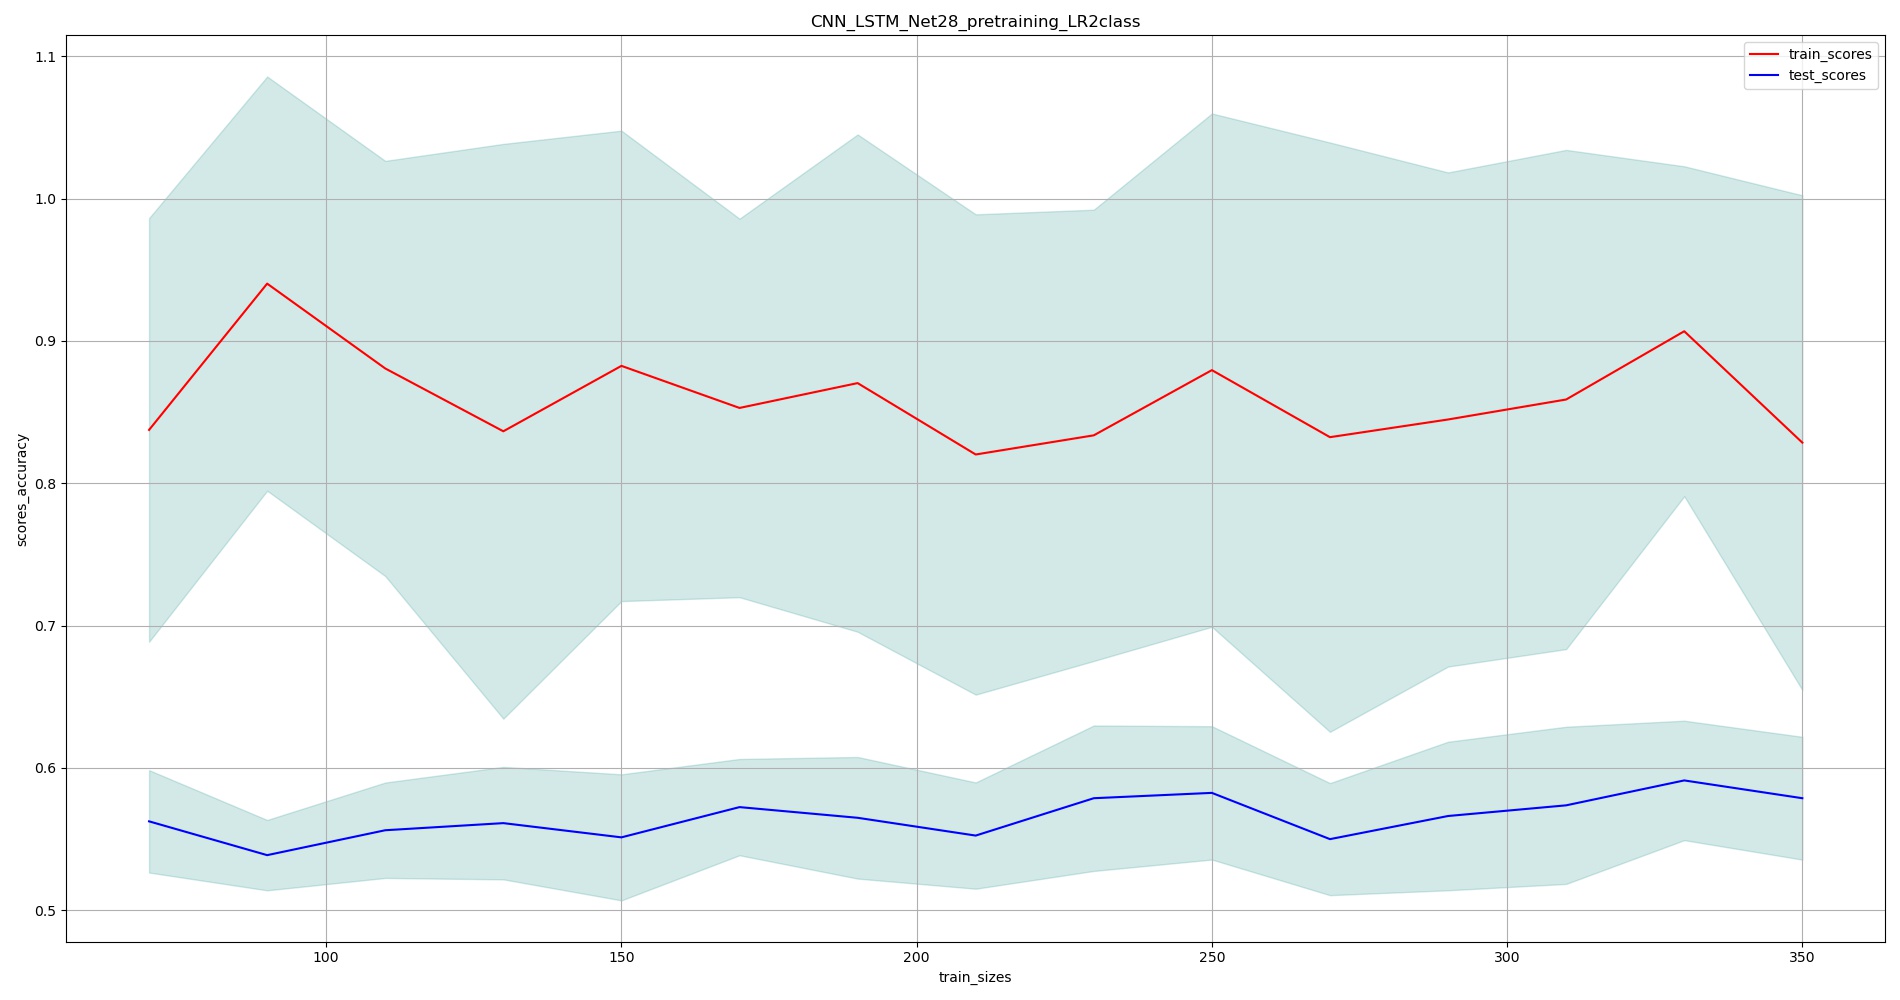 CNN_LSTM_Net28_pretraining_LR2class
train_scores
test_scores
1.1
1.0
0.9
0.8
0.7
0.6
0.5
scores_accuracy
100
150
200
250
300
350
train_sizes